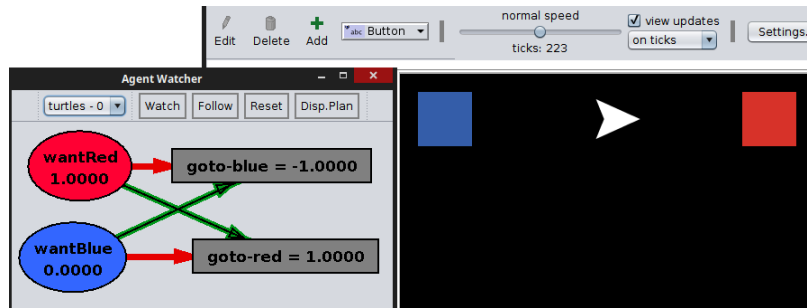 normal speed
view updates
Edit Delete Add
abc Button
ticks: 223
on ticks
Settings.
Agent Watcher
turtles - 0 Watch Follow Reset Disp.Plan
wantRed
1.0000
goto-blue = -1.0000
wantBlue
0.0000
goto-red = 1.0000